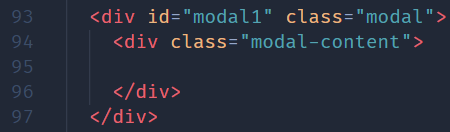 93 <div id="modal1" class="modal">
94 <div class="modal-content">
95
96 </div>
97 </div>